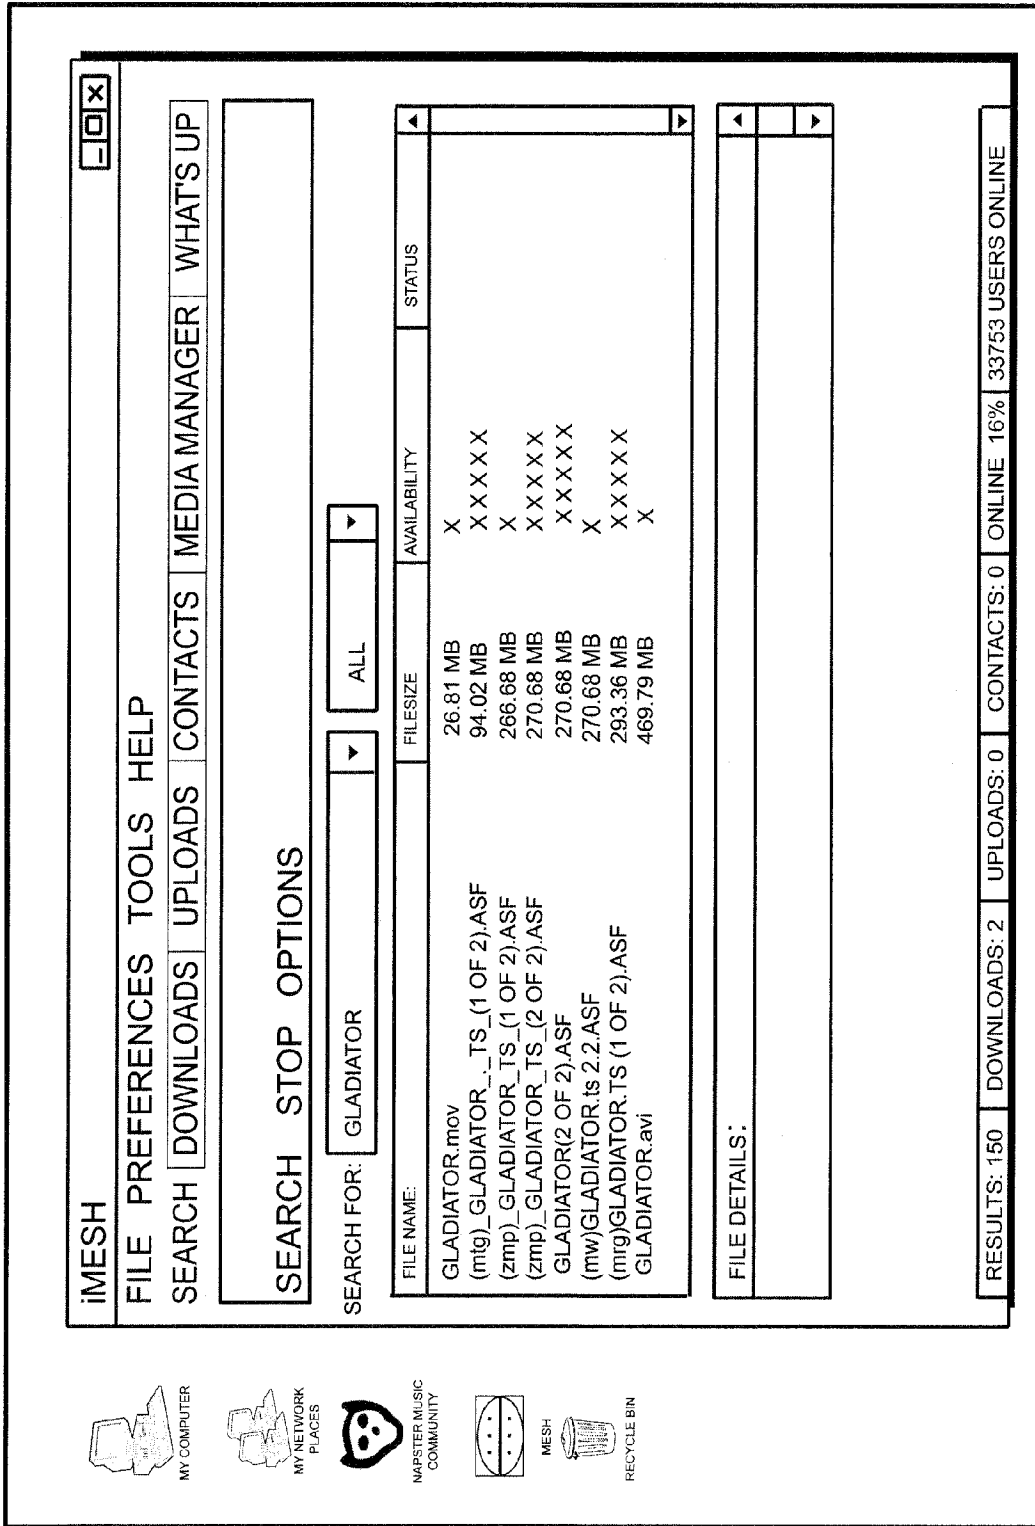 iMESH
FILE PREFERENCES TOOLS HELP
SEARCH DOWNLOADS UPLOADS CONTACTS MEDIA MANAGER WHAT'S UP
SEARCH STOP OPTIONS
SEARCH FOR: GLADIATOR ALL
FILE NAME: FILESIZE AVAILABILITY STATUS
GLADIATOR.mov 26.81 MB X
(mtg)_GLADIATOR_._TS_(1 OF 2).ASF 94.02 MB X X X X X
(zmp)_GLADIATOR_TS_(1 OF 2).ASF 266.68 MB X
(zmp)_GLADIATOR_TS_(2 OF 2).ASF 270.68 MB X X X X X
GLADIATOR(2 OF 2).ASF 270.68 MB X X X X X
(mw)GLADIATOR.ts 2.2.ASF 270.68 MB X
(mrg)GLADIATOR.TS (1 OF 2).ASF 293.36 MB X X X X X
GLADIATOR.avi 469.79 MB X
FILE DETAILS:
RESULTS: 150 DOWNLOADS: 2 UPLOADS: 0 CONTACTS: 0 ONLINE 16% 33753 USERS ONLINE
MY COMPUTER
MY NETWORK
PLACES
NAPSTER MUSIC
COMMUNITY
MESH
RECYCLE BIN